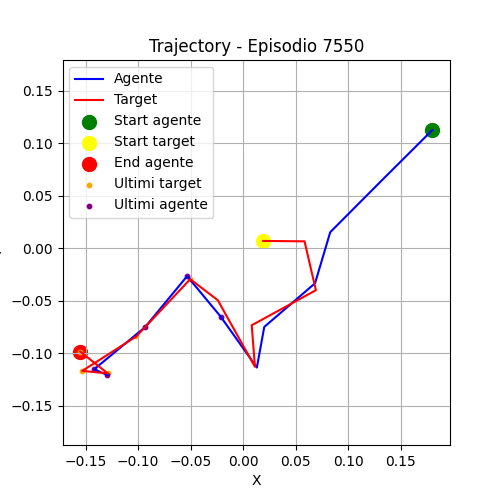 Trajectory - Episodio 7550
Agente
Target
Start agente
Start target
End agente
Ultimi target
Ultimi agente
0.15
0.10
0.05
0.00
−0.05
−0.10
−0.15
−0.15 −0.10 −0.05 0.00 0.05 0.10 0.15
X